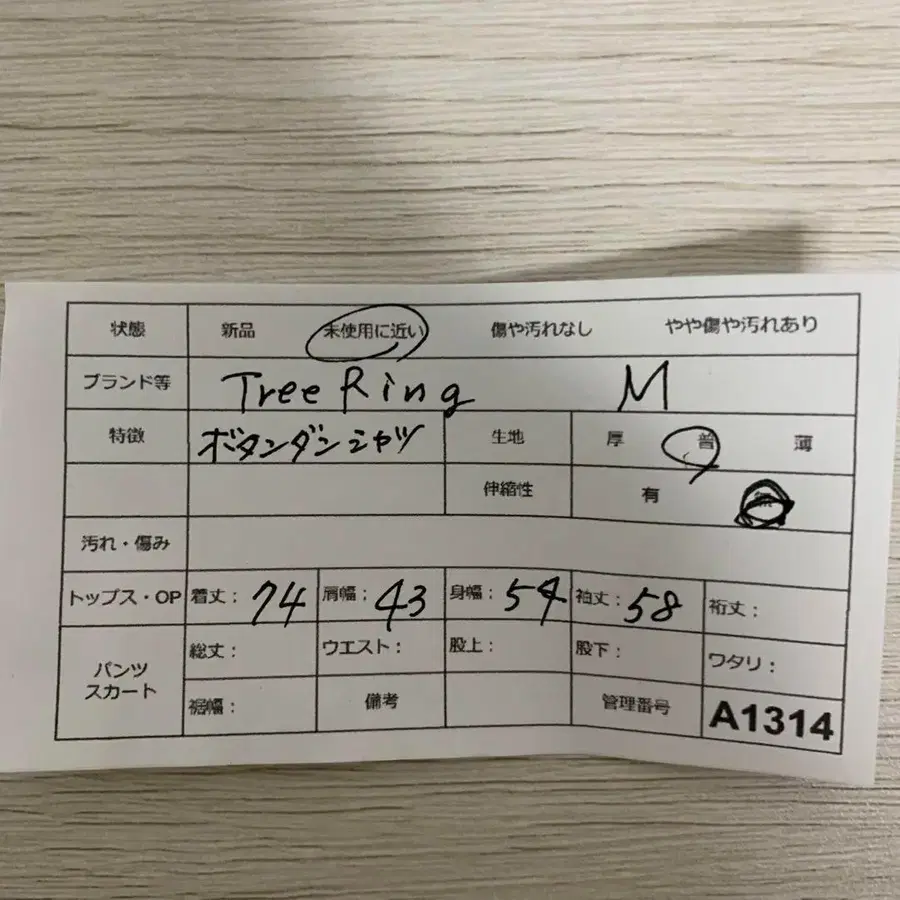 状態 新品 未使用に近い 傷や汚れなし やや傷や汚れあり
ブランド等 Tree Ring M
特徴 ボタンダンシャツ 生地 厚 普 薄
伸縮性 有
汚れ・傷み
トップス・OP 着丈: 74 肩幅: 43 身幅: 54 袖丈: 58 裄丈:
パンツ スカート 総丈: ウエスト: 股上: 股下: ワタリ:
裾幅: 備考 管理番号 A1314